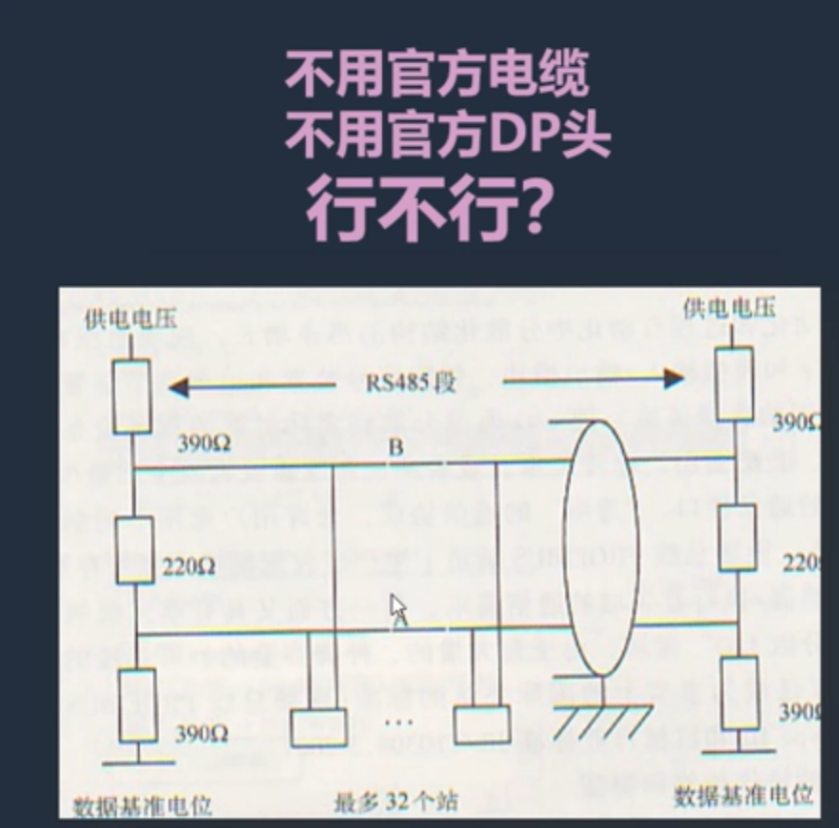 不用官方电缆
不用官方DP头
行不行？
供电电压
供电电压
RS485段
390Ω
390Ω
B
220Ω
220
A
390Ω
390
···
数据基准电位
最多32个站
数据基准电位